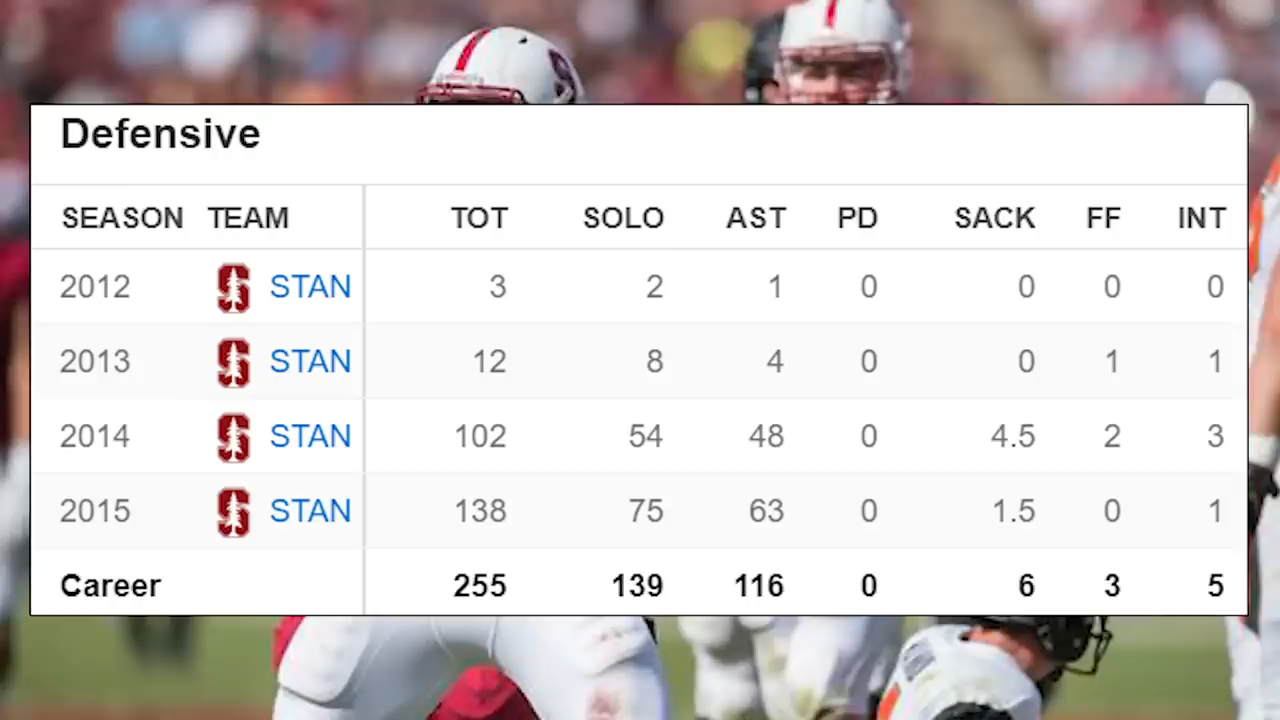 Defensive
SEASON TEAM TOT SOLO AST PD SACK FF INT
2012 STAN 3 2 1 0 0 0 0
2013 STAN 12 8 4 0 0 1 1
2014 STAN 102 54 48 0 4.5 2 3
2015 STAN 138 75 63 0 1.5 0 1
Career 255 139 116 0 6 3 5